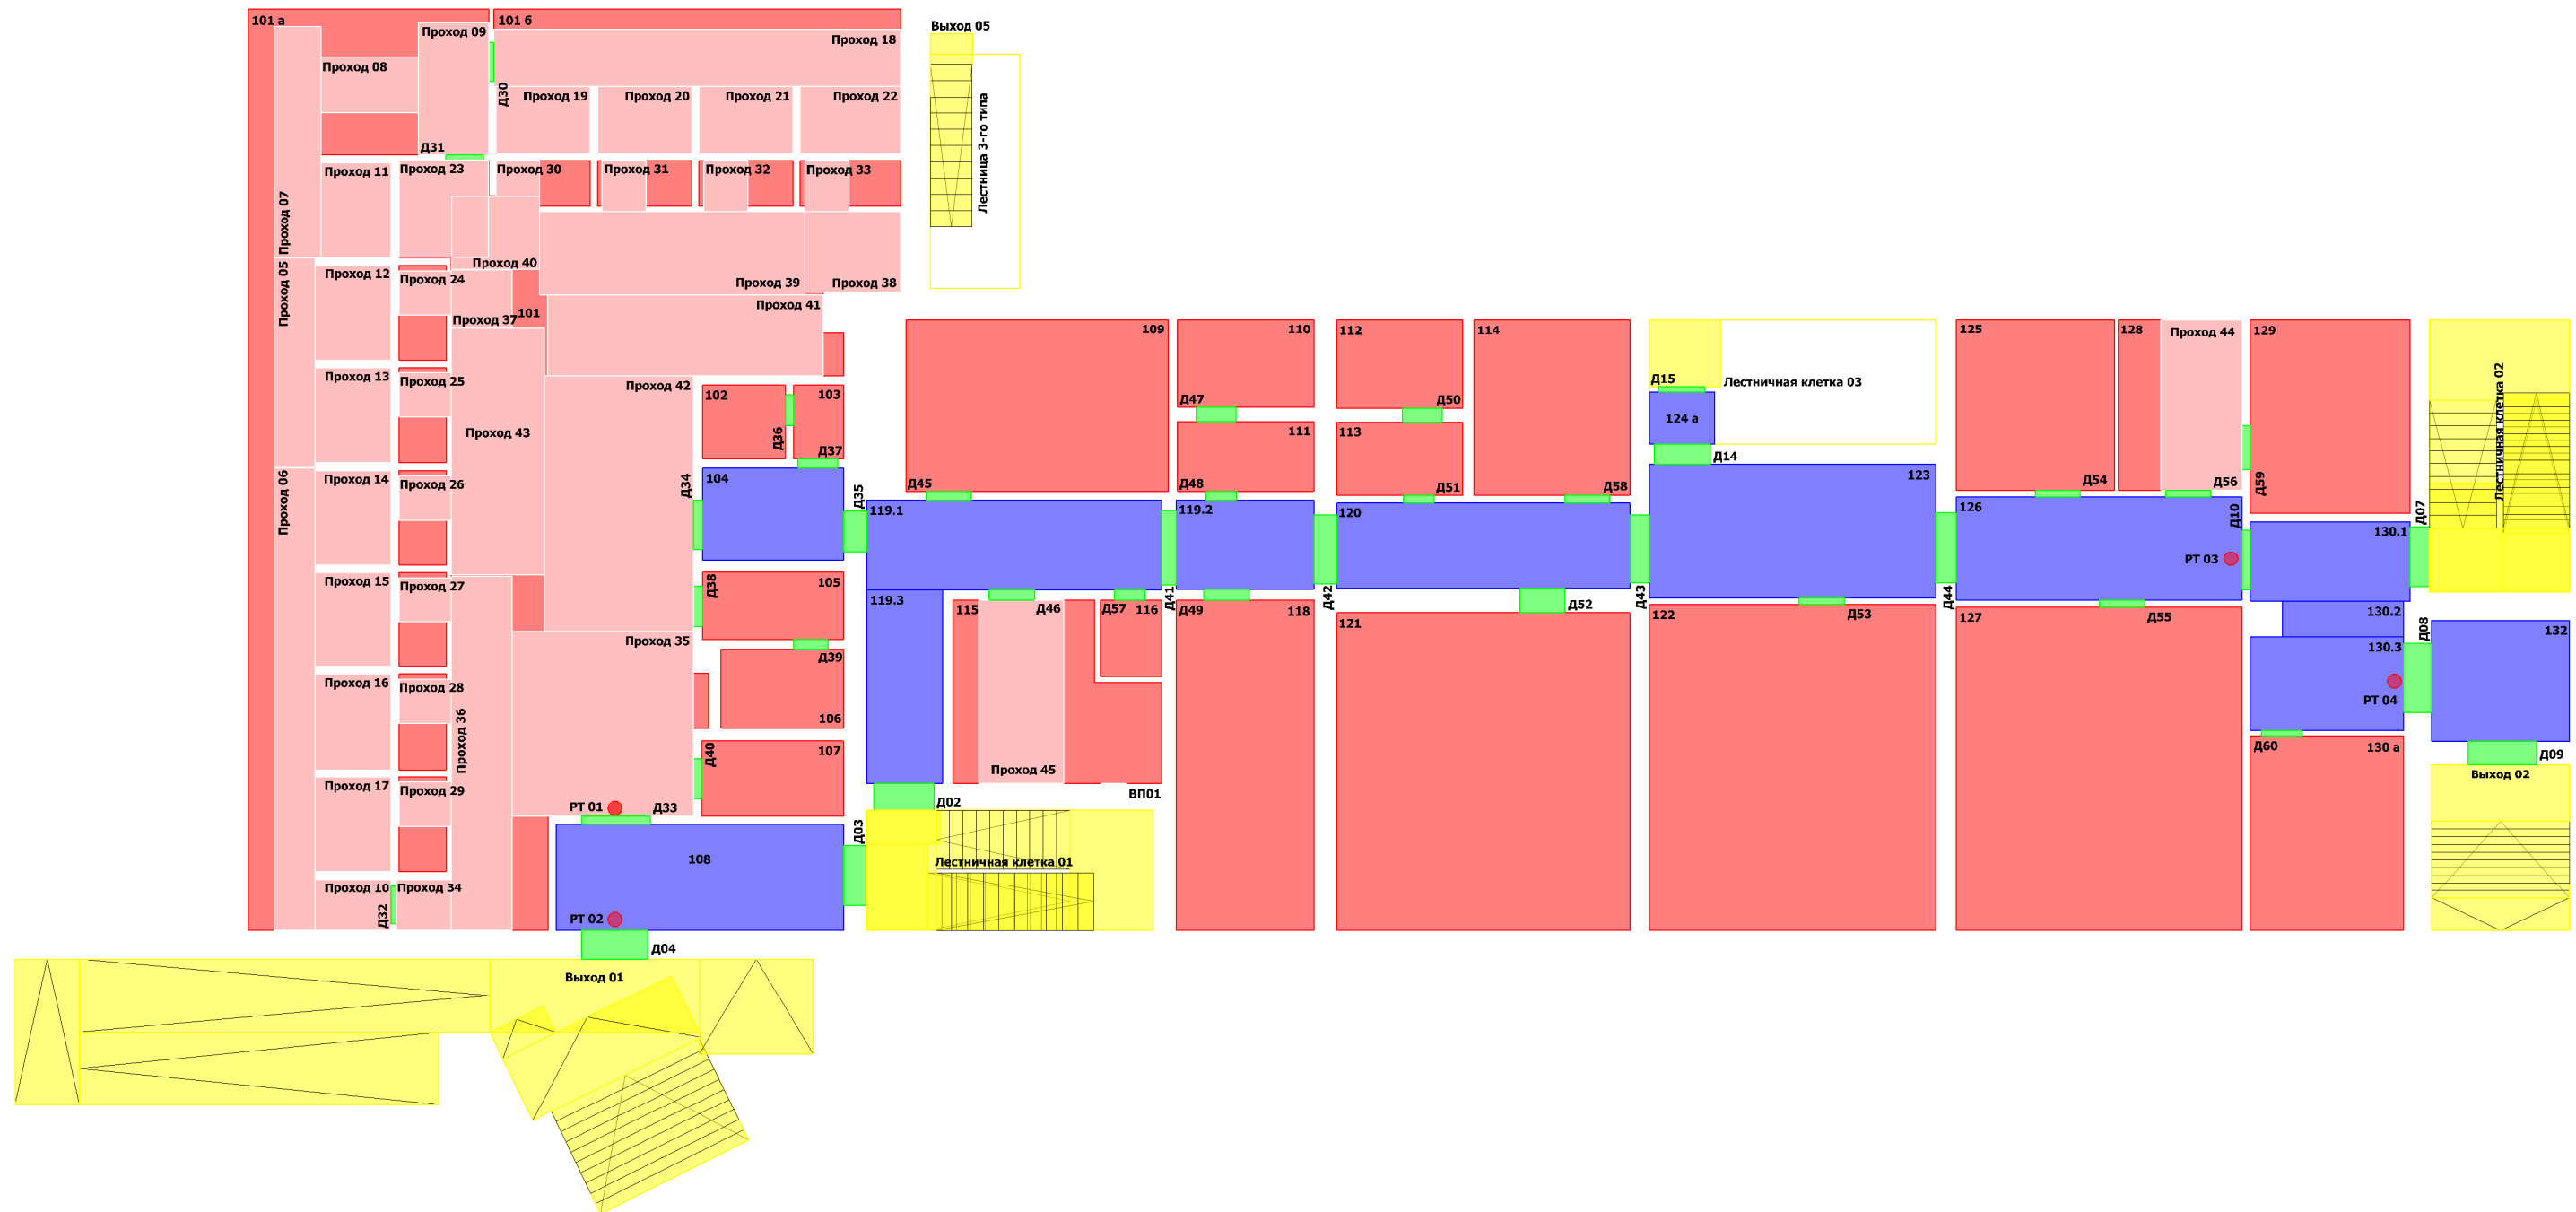 101 а
101 б
Выход 05
Проход 09
Проход 18
Проход 08
Д30
Проход 19
Проход 20
Проход 21
Проход 22
Лестница 3-го типа
Д31
Проход 07
Проход 11
Проход 23
Проход 30
Проход 31
Проход 32
Проход 33
Проход 05
Проход 12
Проход 24
Проход 40
Проход 39
Проход 38
Проход 41
Проход 37
101
109
110
112
114
Д15
Лестничная клетка 03
125
128
Проход 44
129
Лестничная клетка 02
Проход 13
Проход 25
Проход 42
102
103
Д47
Д50
124 а
Проход 43
Д36
Д37
111
113
Д14
Проход 06
Проход 14
Проход 26
Д34
104
Д35
Д45
Д48
Д51
Д58
123
Д54
Д56
Д59
119.1
119.2
120
126
Д10
Д07
130.1
РТ 03
Проход 15
Проход 27
Д38
105
119.3
115
Д46
Д57
116
Д41
Д49
118
Д42
Д52
Д43
Д53
Д44
Д55
121
122
127
130.2
Д08
132
Проход 35
Д39
130.3
Проход 16
Проход 28
Проход 36
106
РТ 04
Д40
107
Д60
130 а
Д09
Проход 17
Проход 29
Проход 45
ВП01
Выход 02
РТ 01
Д33
Д02
Д03
108
Лестничная клетка 01
Проход 10
Проход 34
Д32
РТ 02
Д04
Выход 01